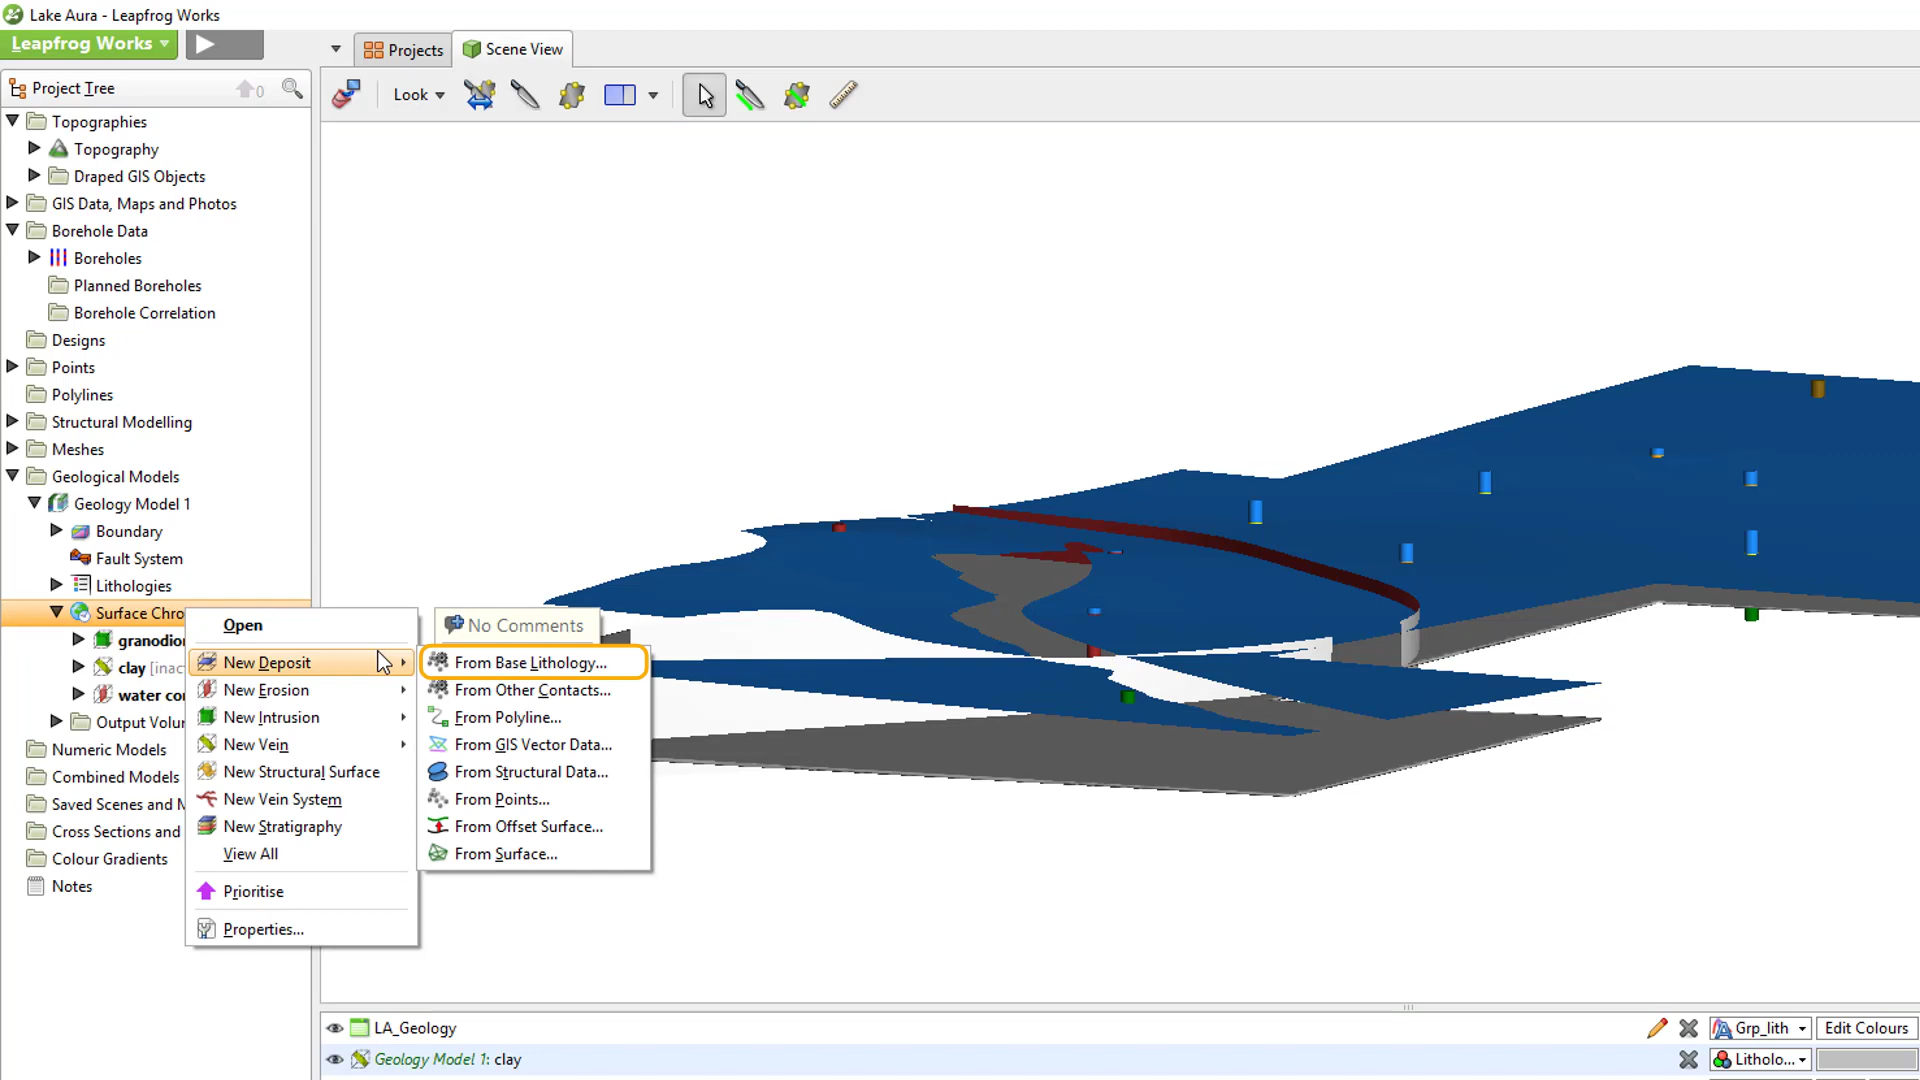 Lake Aura - Leapfrog Works
Leapfrog Works
Projects
Scene View
Project Tree
0
Look
Topographies
Topography
Draped GIS Objects
GIS Data, Maps and Photos
Borehole Data
Boreholes
Planned Boreholes
Borehole Correlation
Designs
Points
Polylines
Structural Modelling
Meshes
Geological Models
Geology Model 1
Boundary
Fault System
Lithologies
Surface Chro
granodior
clay [inac
water co
Output Volu
Numeric Models
Combined Models
Saved Scenes and M
Cross Sections and
Colour Gradients
Notes
Open
New Deposit
New Erosion
New Intrusion
New Vein
New Structural Surface
New Vein System
New Stratigraphy
View All
Prioritise
Properties...
No Comments
From Base Lithology...
From Other Contacts...
From Polyline...
From GIS Vector Data...
From Structural Data...
From Points...
From Offset Surface...
From Surface...
LA_Geology
Grp_lith
Edit Colours
Geology Model 1: clay
Litholo...